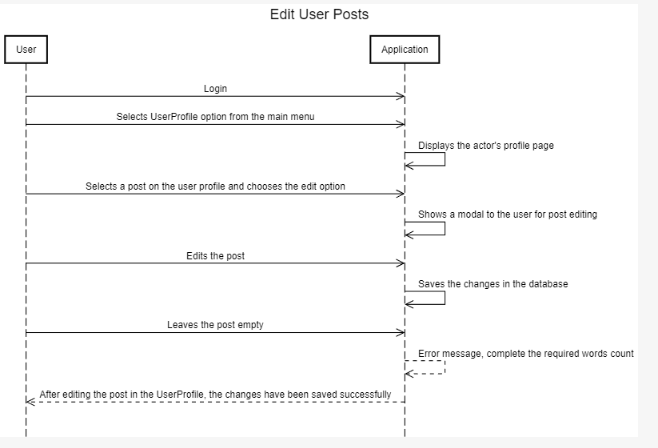 Edit User Posts
User
Application
Login
Selects UserProfile option from the main menu
Displays the actor's profile page
Selects a post on the user profile and chooses the edit option
Shows a modal to the user for post editing
Edits the post
Saves the changes in the database
Leaves the post empty
Error message, complete the required words count
After editing the post in the UserProfile, the changes have been saved successfully